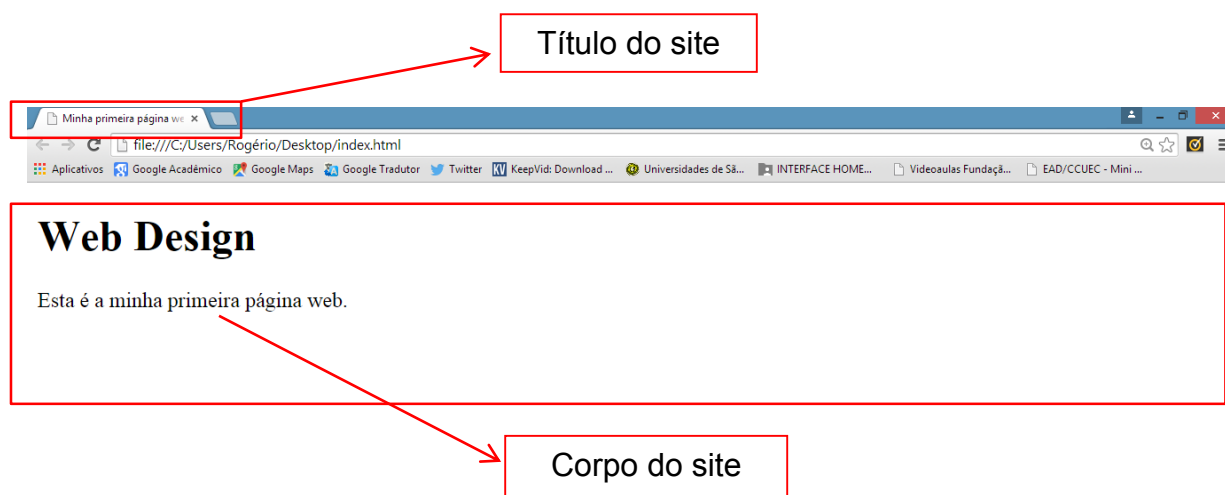 Título do site
Minha primeira página we
file:///C:/Users/Rogério/Desktop/index.html
Aplicativos Google Acadêmico Google Maps Google Tradutor Twitter KeepVid: Download ... Universidades de Sã... INTERFACE HOME... Videoaulas Fundaçã... EAD/CCUEC - Mini ...
Web Design
Esta é a minha primeira página web.
Corpo do site